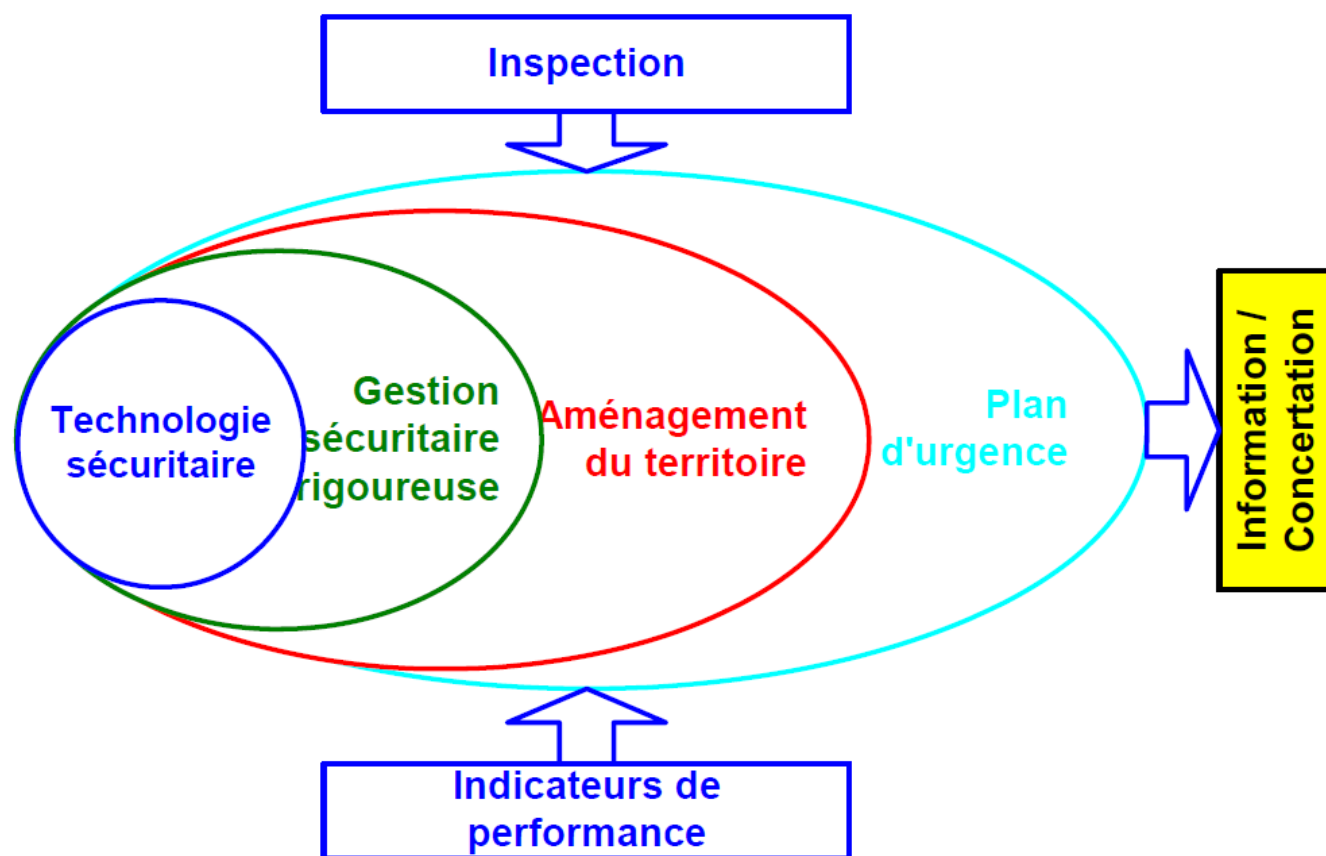 Inspection
Technologie
sécuritaire
Gestion
sécuritaire
rigoureuse
Aménagement
du territoire
Plan
d'urgence
Information /
Concertation
Indicateurs de
performance